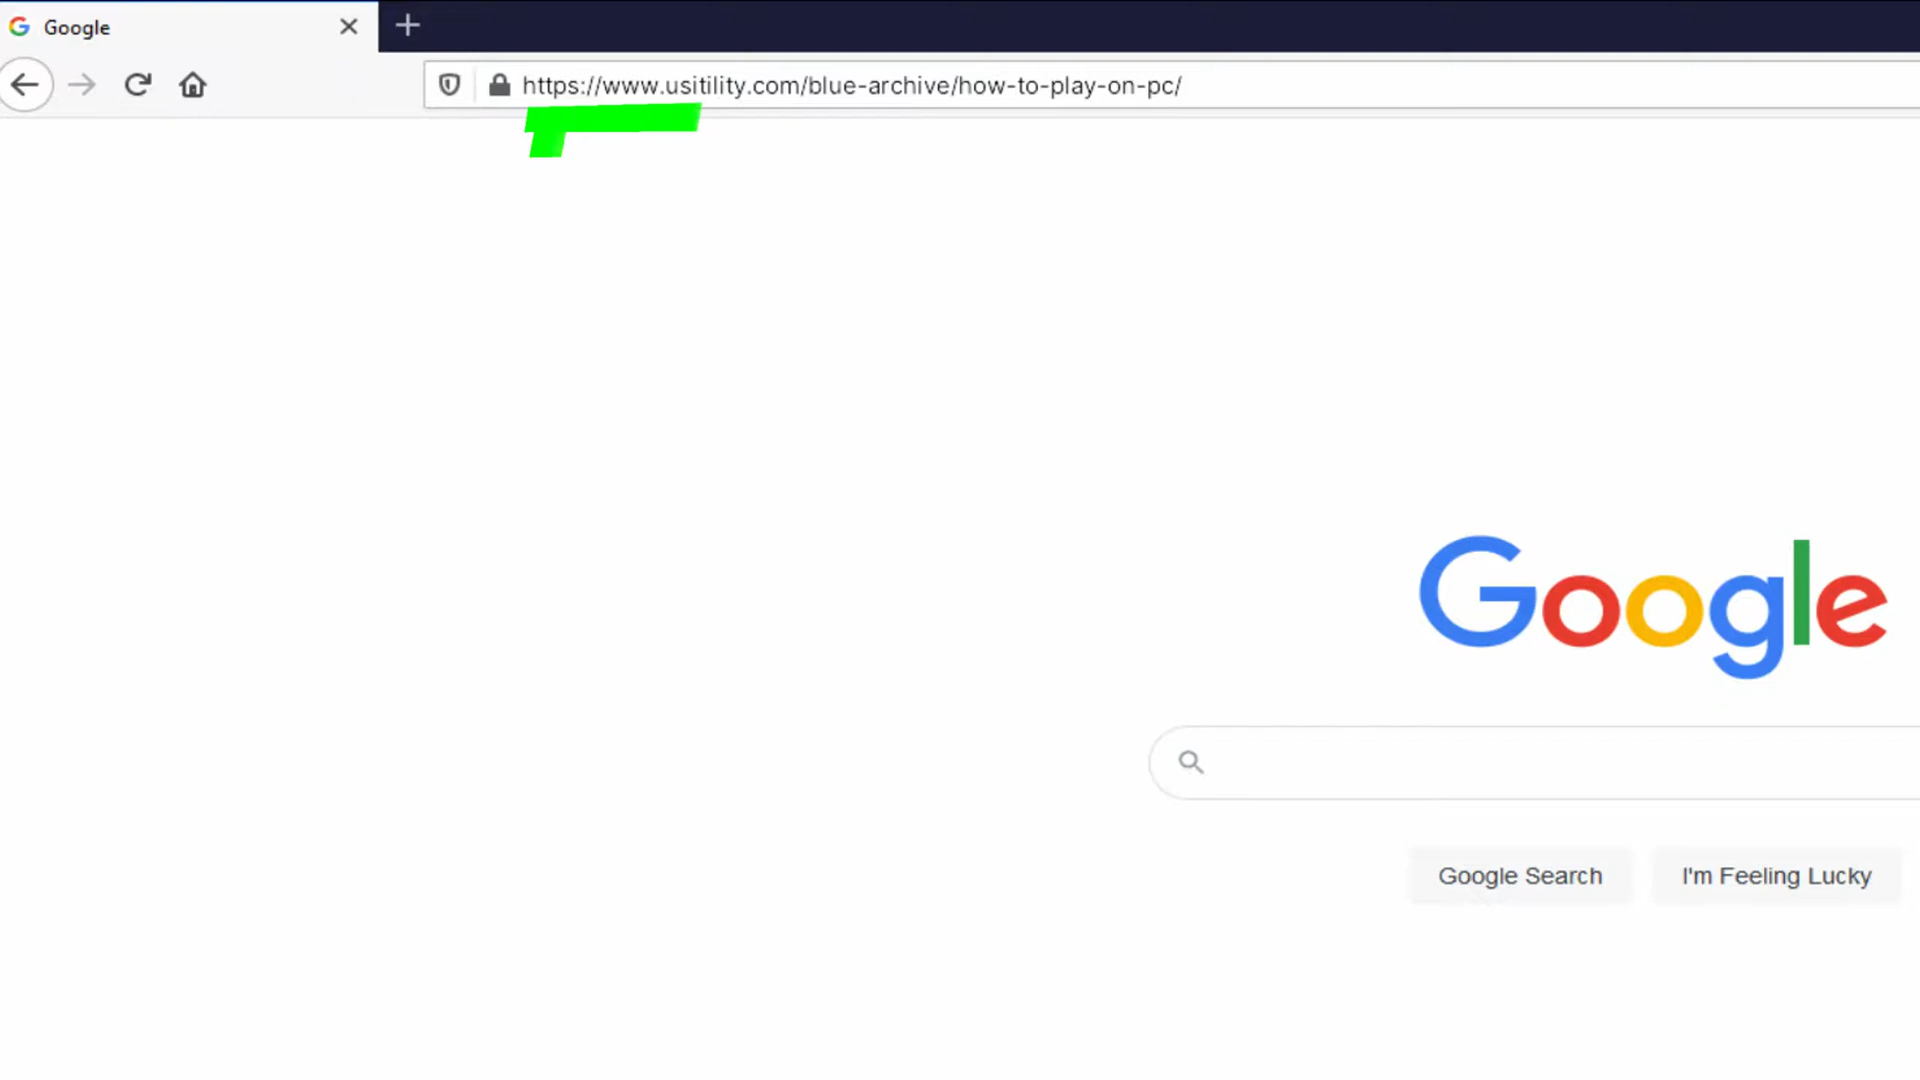 Google
https://www.usitility.com/blue-archive/how-to-play-on-pc/
Google
Google Search
I'm Feeling Lucky